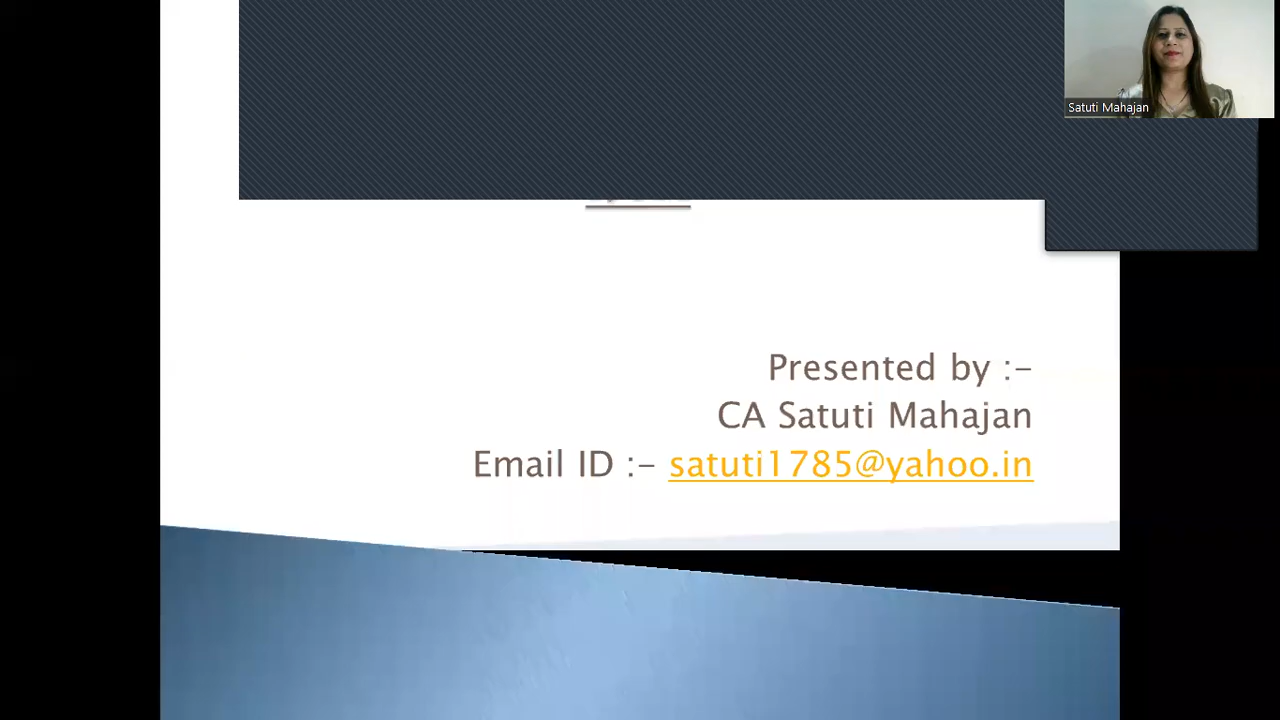 Satuti Mahajan
Presented by :-
CA Satuti Mahajan
Email ID :- satuti1785@yahoo.in